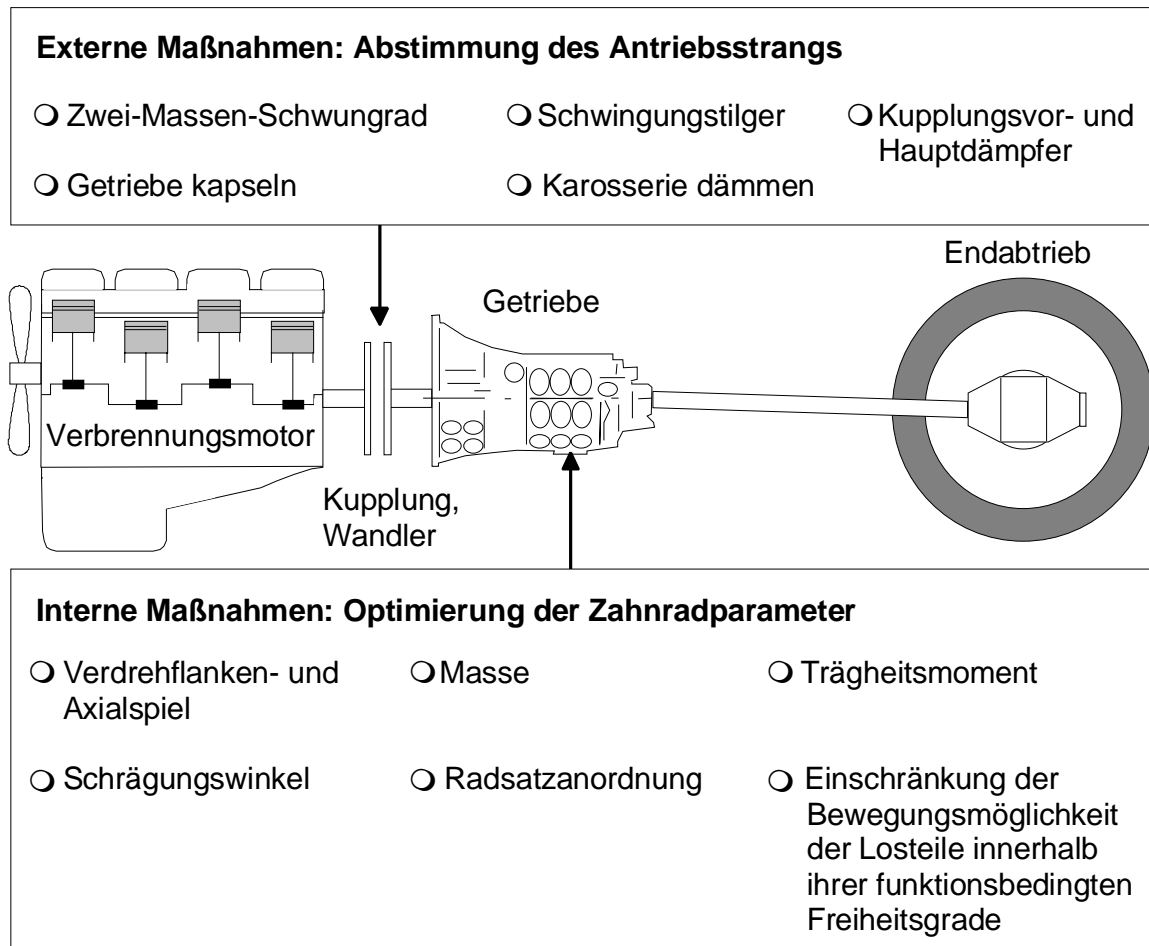 Externe Maßnahmen: Abstimmung des Antriebsstrangs
Zwei-Massen-Schwungrad
Schwingungstilger
Kupplungsvor- und
Hauptdämpfer
Getriebe kapseln
Karosserie dämmen
Endabtrieb
Getriebe
Verbrennungsmotor
Kupplung,
Wandler
Interne Maßnahmen: Optimierung der Zahnradparameter
Verdrehflanken- und
Axialspiel
Masse
Trägheitsmoment
Schrägungswinkel
Radsatzanordnung
Einschränkung der
Bewegungsmöglichkeit
der Losteile innerhalb
ihrer funktionsbedingten
Freiheitsgrade